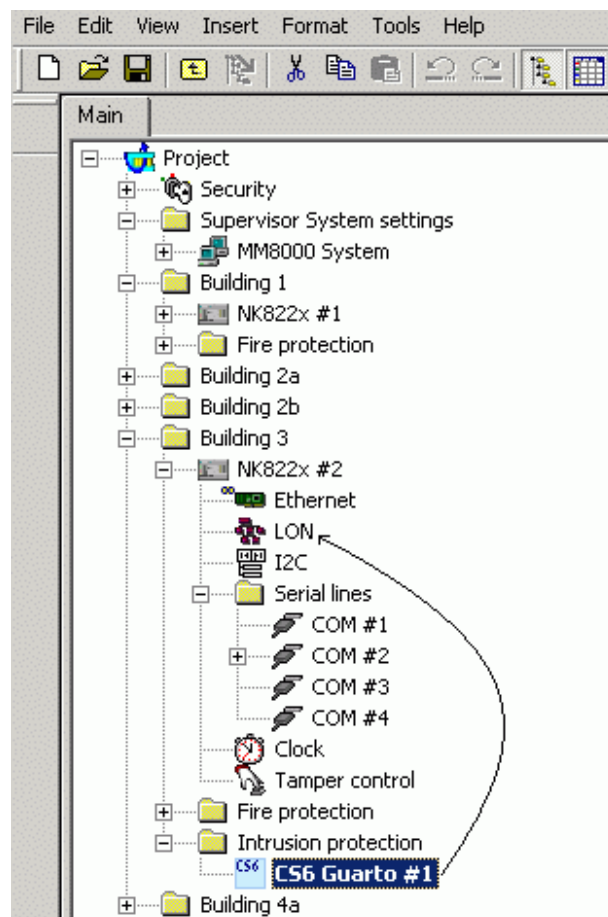 File Edit View Insert Format Tools Help
Main
Project
Security
Supervisor System settings
MM8000 System
Building 1
NK822x #1
Fire protection
Building 2a
Building 2b
Building 3
NK822x #2
Ethernet
LON
I2C
Serial lines
COM #1
COM #2
COM #3
COM #4
Clock
Tamper control
Fire protection
Intrusion protection
CS6 CS6 Guarto #1
Building 4a